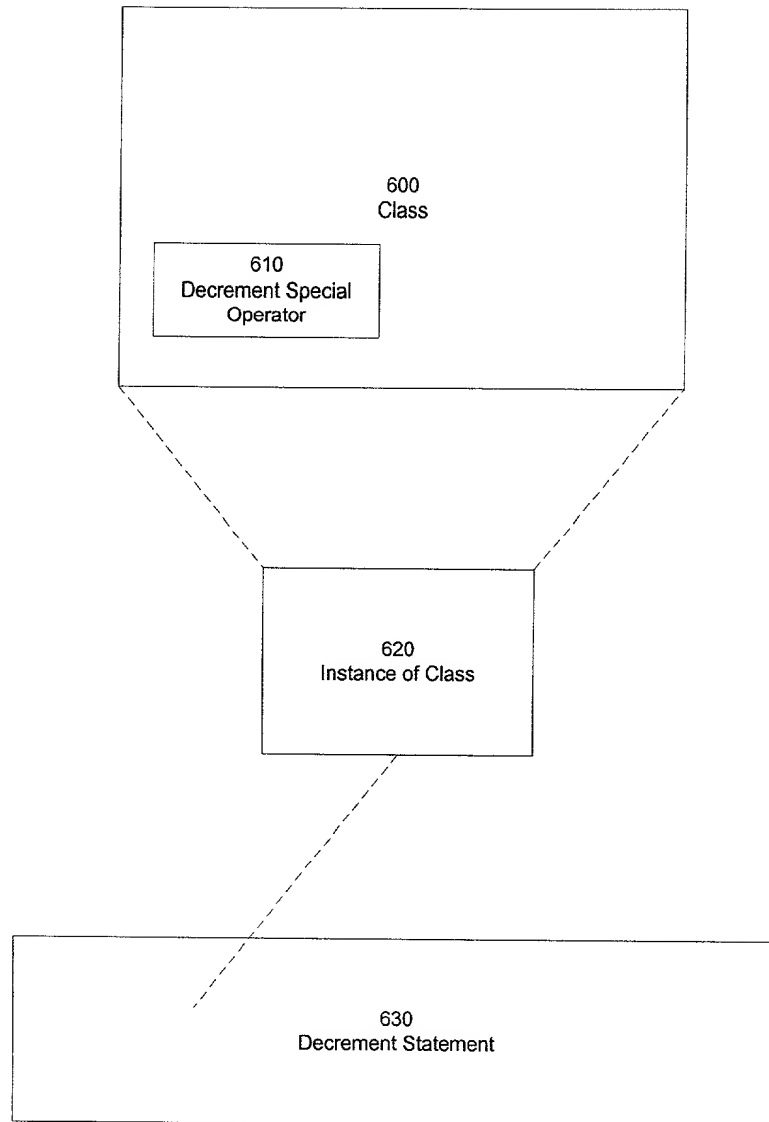 600
Class
610
Decrement Special
Operator
620
Instance of Class
630
Decrement Statement